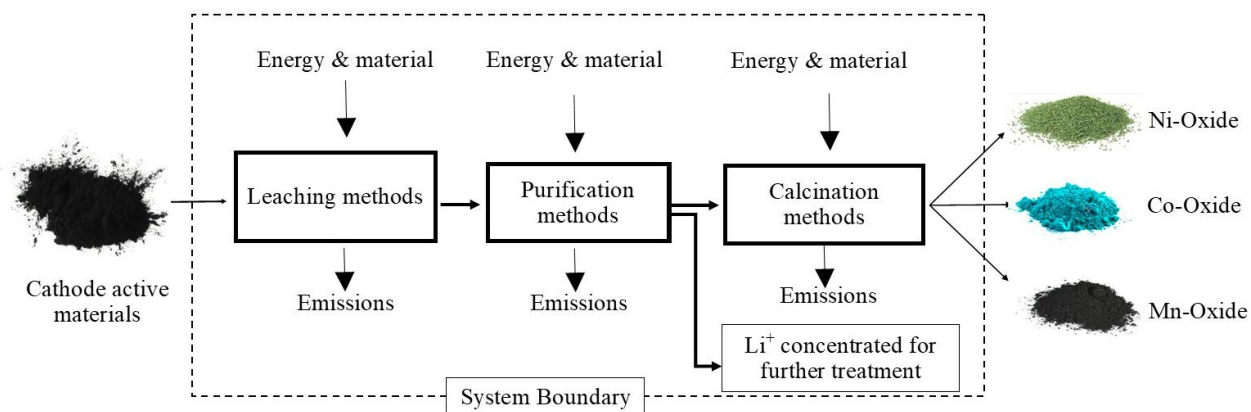 Energy & material
Energy & material
Energy & material
Leaching methods
Purification
methods
Calcination
methods
Emissions
Emissions
Emissions
Cathode active
materials
Ni-Oxide
Co-Oxide
Mn-Oxide
Li⁺ concentrated for
further treatment
System Boundary